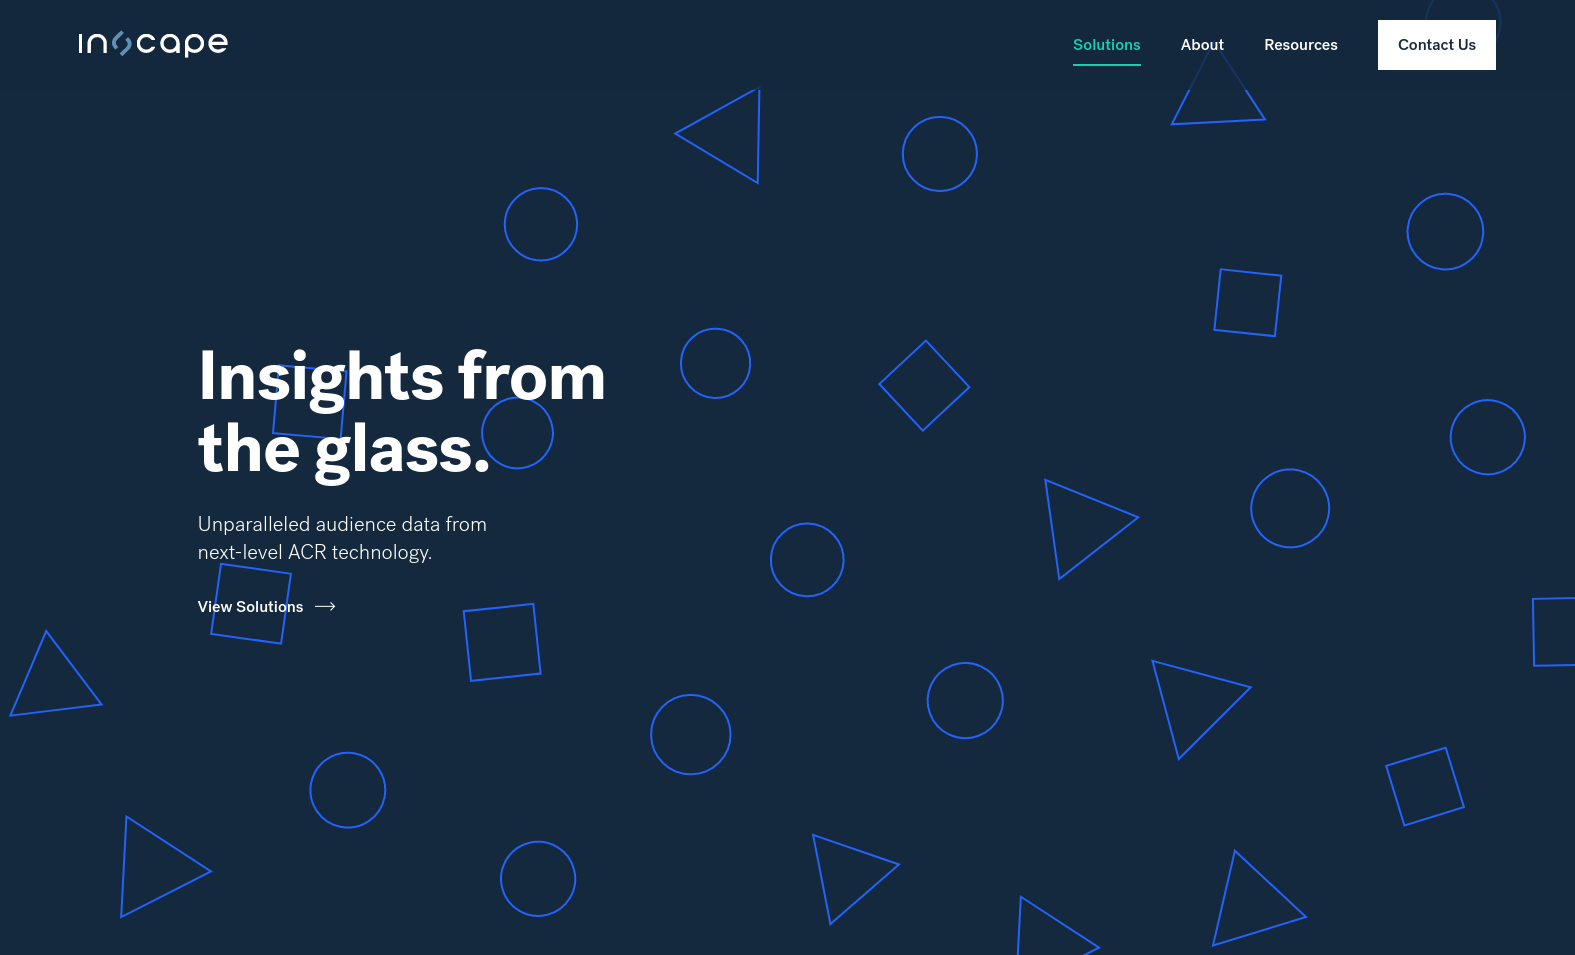 inscape
Solutions
About
Resources
Contact Us
Insights from
the glass.
Unparalleled audience data from
next-level ACR technology.
View Solutions